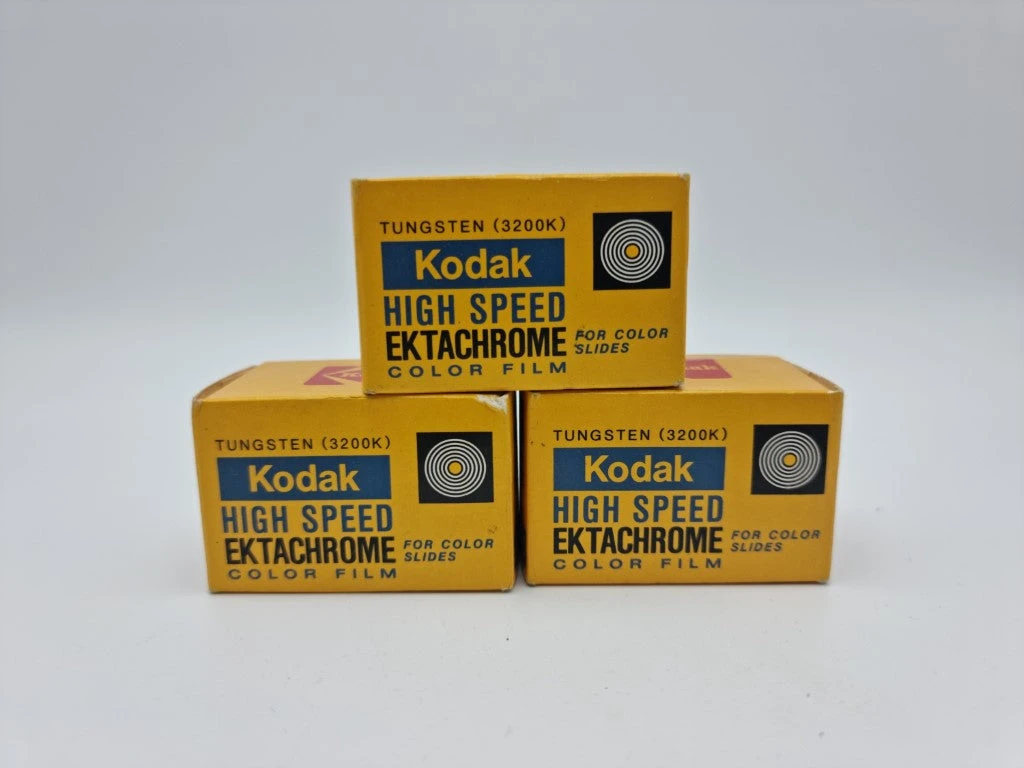 TUNGSTEN (3200K)
Kodak
HIGH SPEED
EKTACHROME
FOR COLOR
SLIDES
COLOR FILM
TUNGSTEN (3200K)
Kodak
HIGH SPEED
EKTACHROME
FOR COLOR
SLIDES
COLOR FILM
TUNGSTEN (3200K)
Kodak
HIGH SPEED
EKTACHROME
FOR COLOR
SLIDES
COLOR FILM